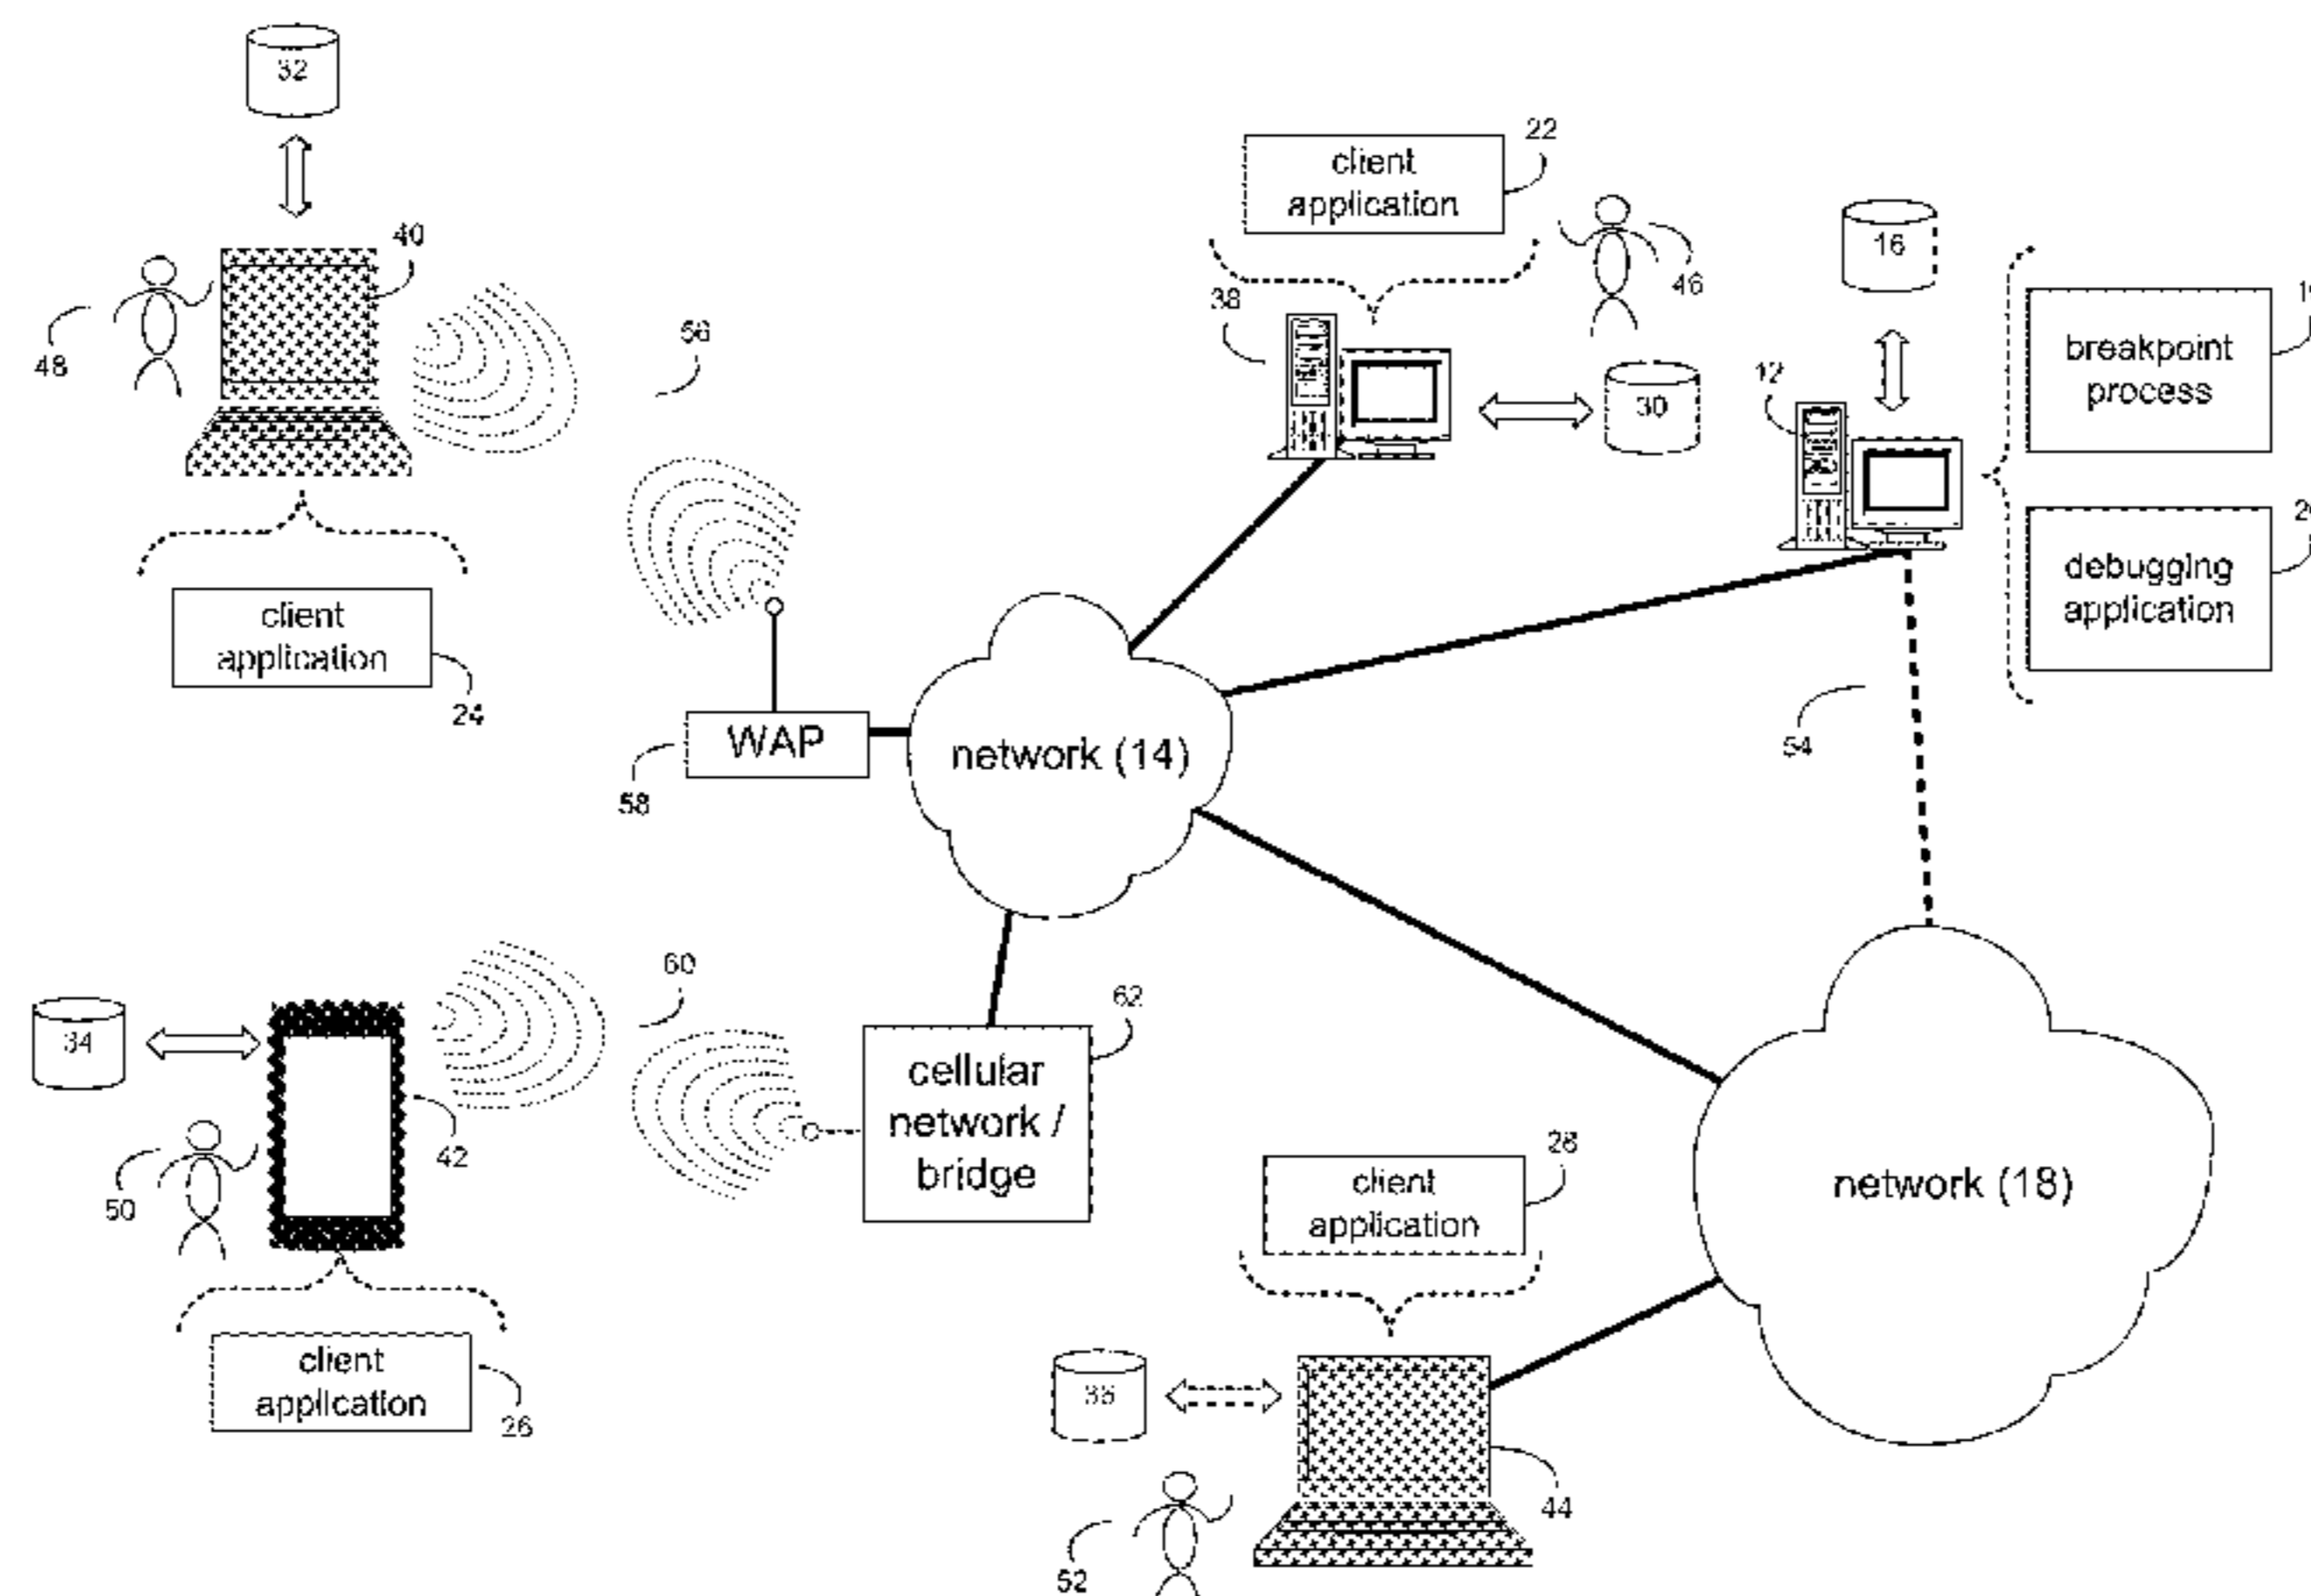 32
40
48
56
client
application
24
client
application
22
46
38
30
16
12
breakpoint
process
debugging
application
54
WAP
58
network (14)
34
42
50
60
62
cellular
network /
bridge
client
application
26
client
application
28
network (18)
36
44
52